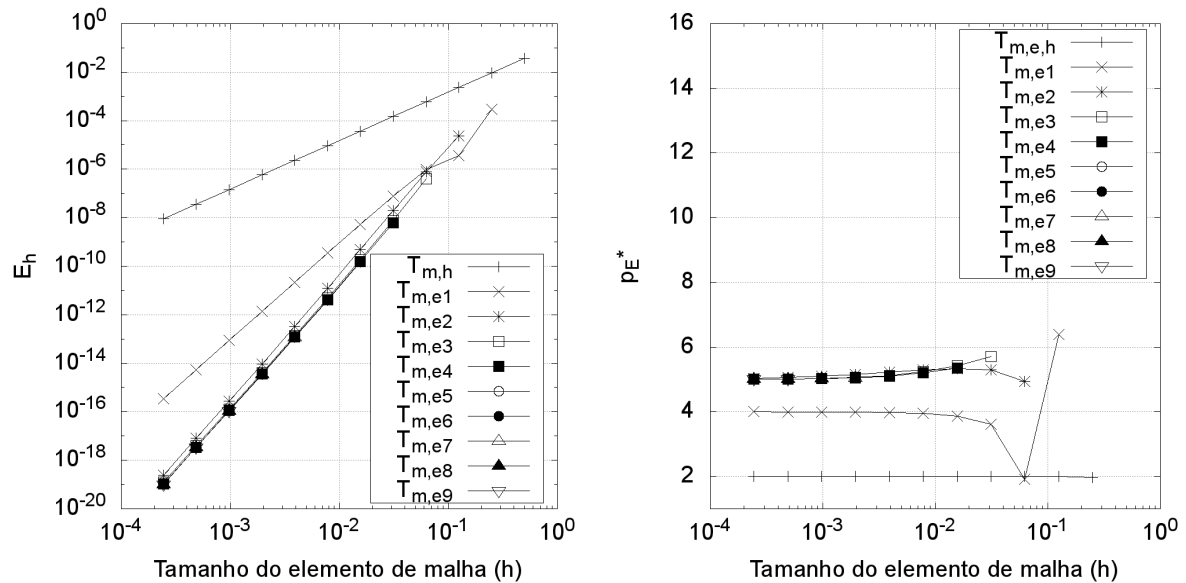 10^0
10^-2
10^-4
10^-6
10^-8
10^-10
10^-12
10^-14
10^-16
10^-18
10^-20
E_h
10^-4
10^-3
10^-2
10^-1
10^0
Tamanho do elemento de malha (h)
T_m,h
T_m,e1
T_m,e2
T_m,e3
T_m,e4
T_m,e5
T_m,e6
T_m,e7
T_m,e8
T_m,e9
16
14
12
10
8
6
4
2
p_E*
10^-4
10^-3
10^-2
10^-1
10^0
Tamanho do elemento de malha (h)
T_m,e,h
T_m,e1
T_m,e2
T_m,e3
T_m,e4
T_m,e5
T_m,e6
T_m,e7
T_m,e8
T_m,e9